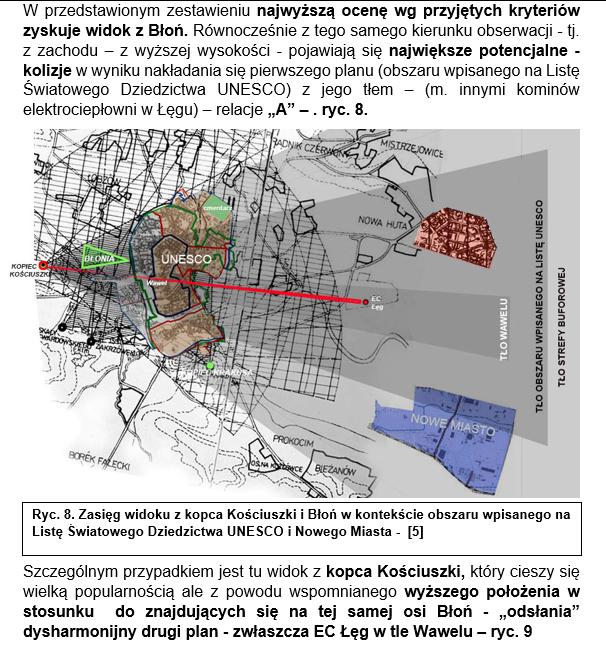 W przedstawionym zestawieniu najwyższą ocenę wg przyjętych kryteriów
zyskuje widok z Błoń. Równocześnie z tego samego kierunku obserwacji - tj.
z zachodu – z wyższej wysokości - pojawiają się największe potencjalne -
kolizje w wyniku nakładania się pierwszego planu (obszaru wpisanego na Listę
Światowego Dziedzictwa UNESCO) z jego tłem – (m. innymi kominów
elektrociepłowni w Łęgu) – relacje „A” – . ryc. 8.
RADNIK CZERWON
MISTRZEJOWICE
cmentarz
NOWA HUTA
BŁONIA
UNESCO
KOPIEC
KOŚCIUSZKI
Wawel
EC
Łęg
TŁO WAWELU
TŁO OBSZARU WPISANEGO NA LISTĘ UNESCO
TŁO STREFY BUFOROWEJ
ZAKRZÓWEK
NOWE MIASTO
PROKOCIM
BOREK FAŁĘCKI
BIEŻANÓW
Ryc. 8. Zasięg widoku z kopca Kościuszki i Błoń w kontekście obszaru wpisanego na
Listę Światowego Dziedzictwa UNESCO i Nowego Miasta - [5]
Szczególnym przypadkiem jest tu widok z kopca Kościuszki, który cieszy się
wielką popularnością ale z powodu wspomnianego wyższego położenia w
stosunku do znajdujących się na tej samej osi Błoń - „odsłania”
dysharmonijny drugi plan - zwłaszcza EC Łęg w tle Wawelu – ryc. 9